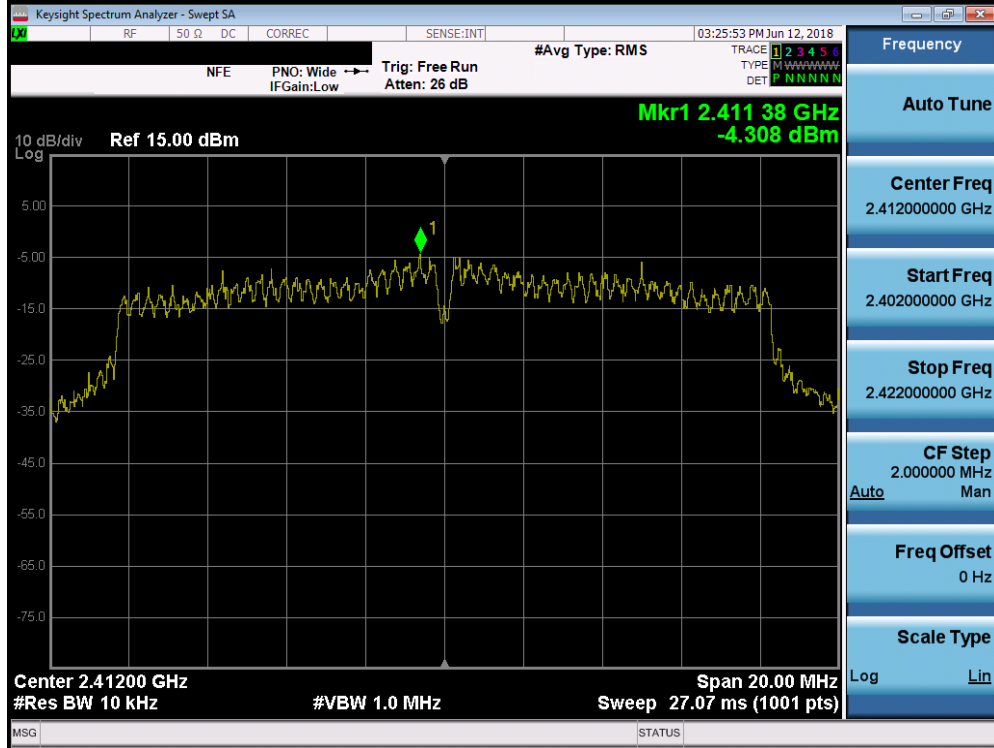 Keysight Spectrum Analyzer - Swept SA
LXI RF 50 Ω DC CORREC SENSE:INT 03:25:53 PM Jun 12, 2018
#Avg Type: RMS
TRACE 1 2 3 4 5 6
TYPE M WWWWW
DET P N N N N N
NFE PNO: Wide Trig: Free Run
IFGain:Low Atten: 26 dB
Mkr1 2.411 38 GHz
-4.308 dBm
10 dB/div Ref 15.00 dBm
Log
1
5.00
-5.00
-15.0
-25.0
-35.0
-45.0
-55.0
-65.0
-75.0
Center 2.41200 GHz Span 20.00 MHz
#Res BW 10 kHz #VBW 1.0 MHz Sweep 27.07 ms (1001 pts)
MSG STATUS
Frequency
Auto Tune
Center Freq
2.412000000 GHz
Start Freq
2.402000000 GHz
Stop Freq
2.422000000 GHz
CF Step
2.000000 MHz
Auto Man
Freq Offset
0 Hz
Scale Type
Log Lin